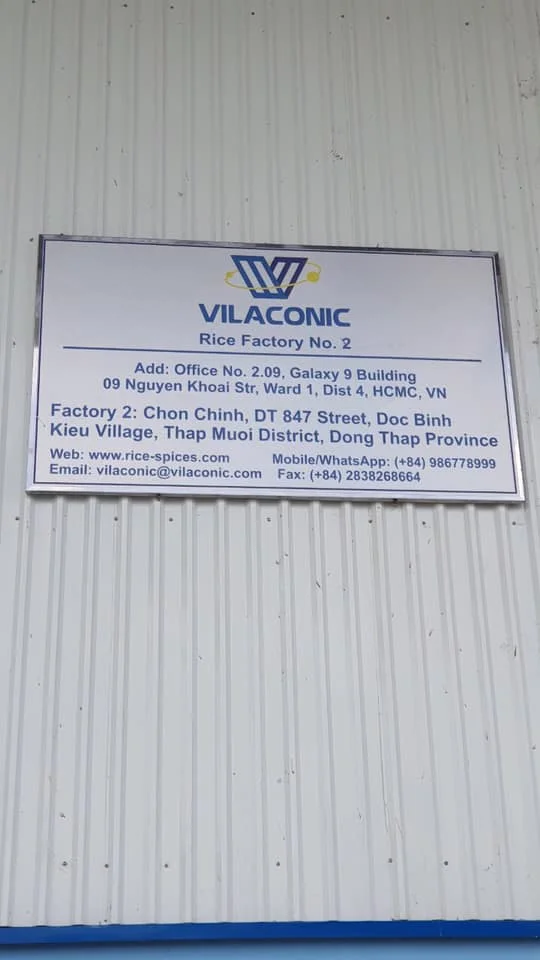 VILACONIC
Rice Factory No. 2
Add: Office No. 2.09, Galaxy 9 Building
09 Nguyen Khoai Str, Ward 1, Dist 4, HCMC, VN
Factory 2: Chon Chinh, DT 847 Street, Doc Binh
Kieu Village, Thap Muoi District, Dong Thap Province
Web: www.rice-spices.com Mobile/WhatsApp: (+84) 986778999
Email: vilaconic@vilaconic.com Fax: (+84) 2838268664